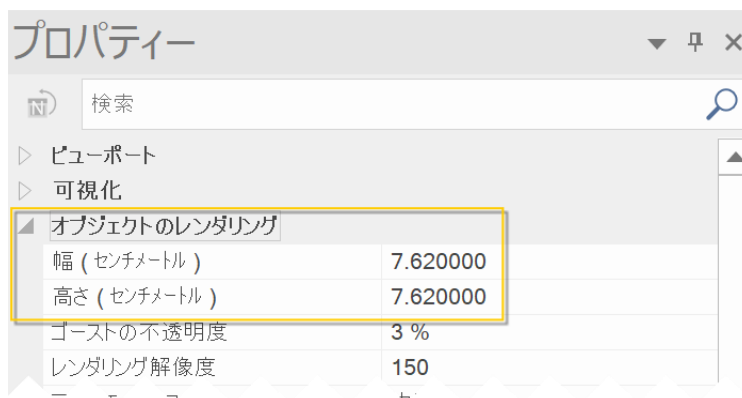 プロパティー
検索
ビューポート
可視化
オブジェクトのレンダリング
幅 ( センチメートル ) 7.620000
高さ ( センチメートル ) 7.620000
ゴーストの不透明度 3 %
レンダリング解像度 150